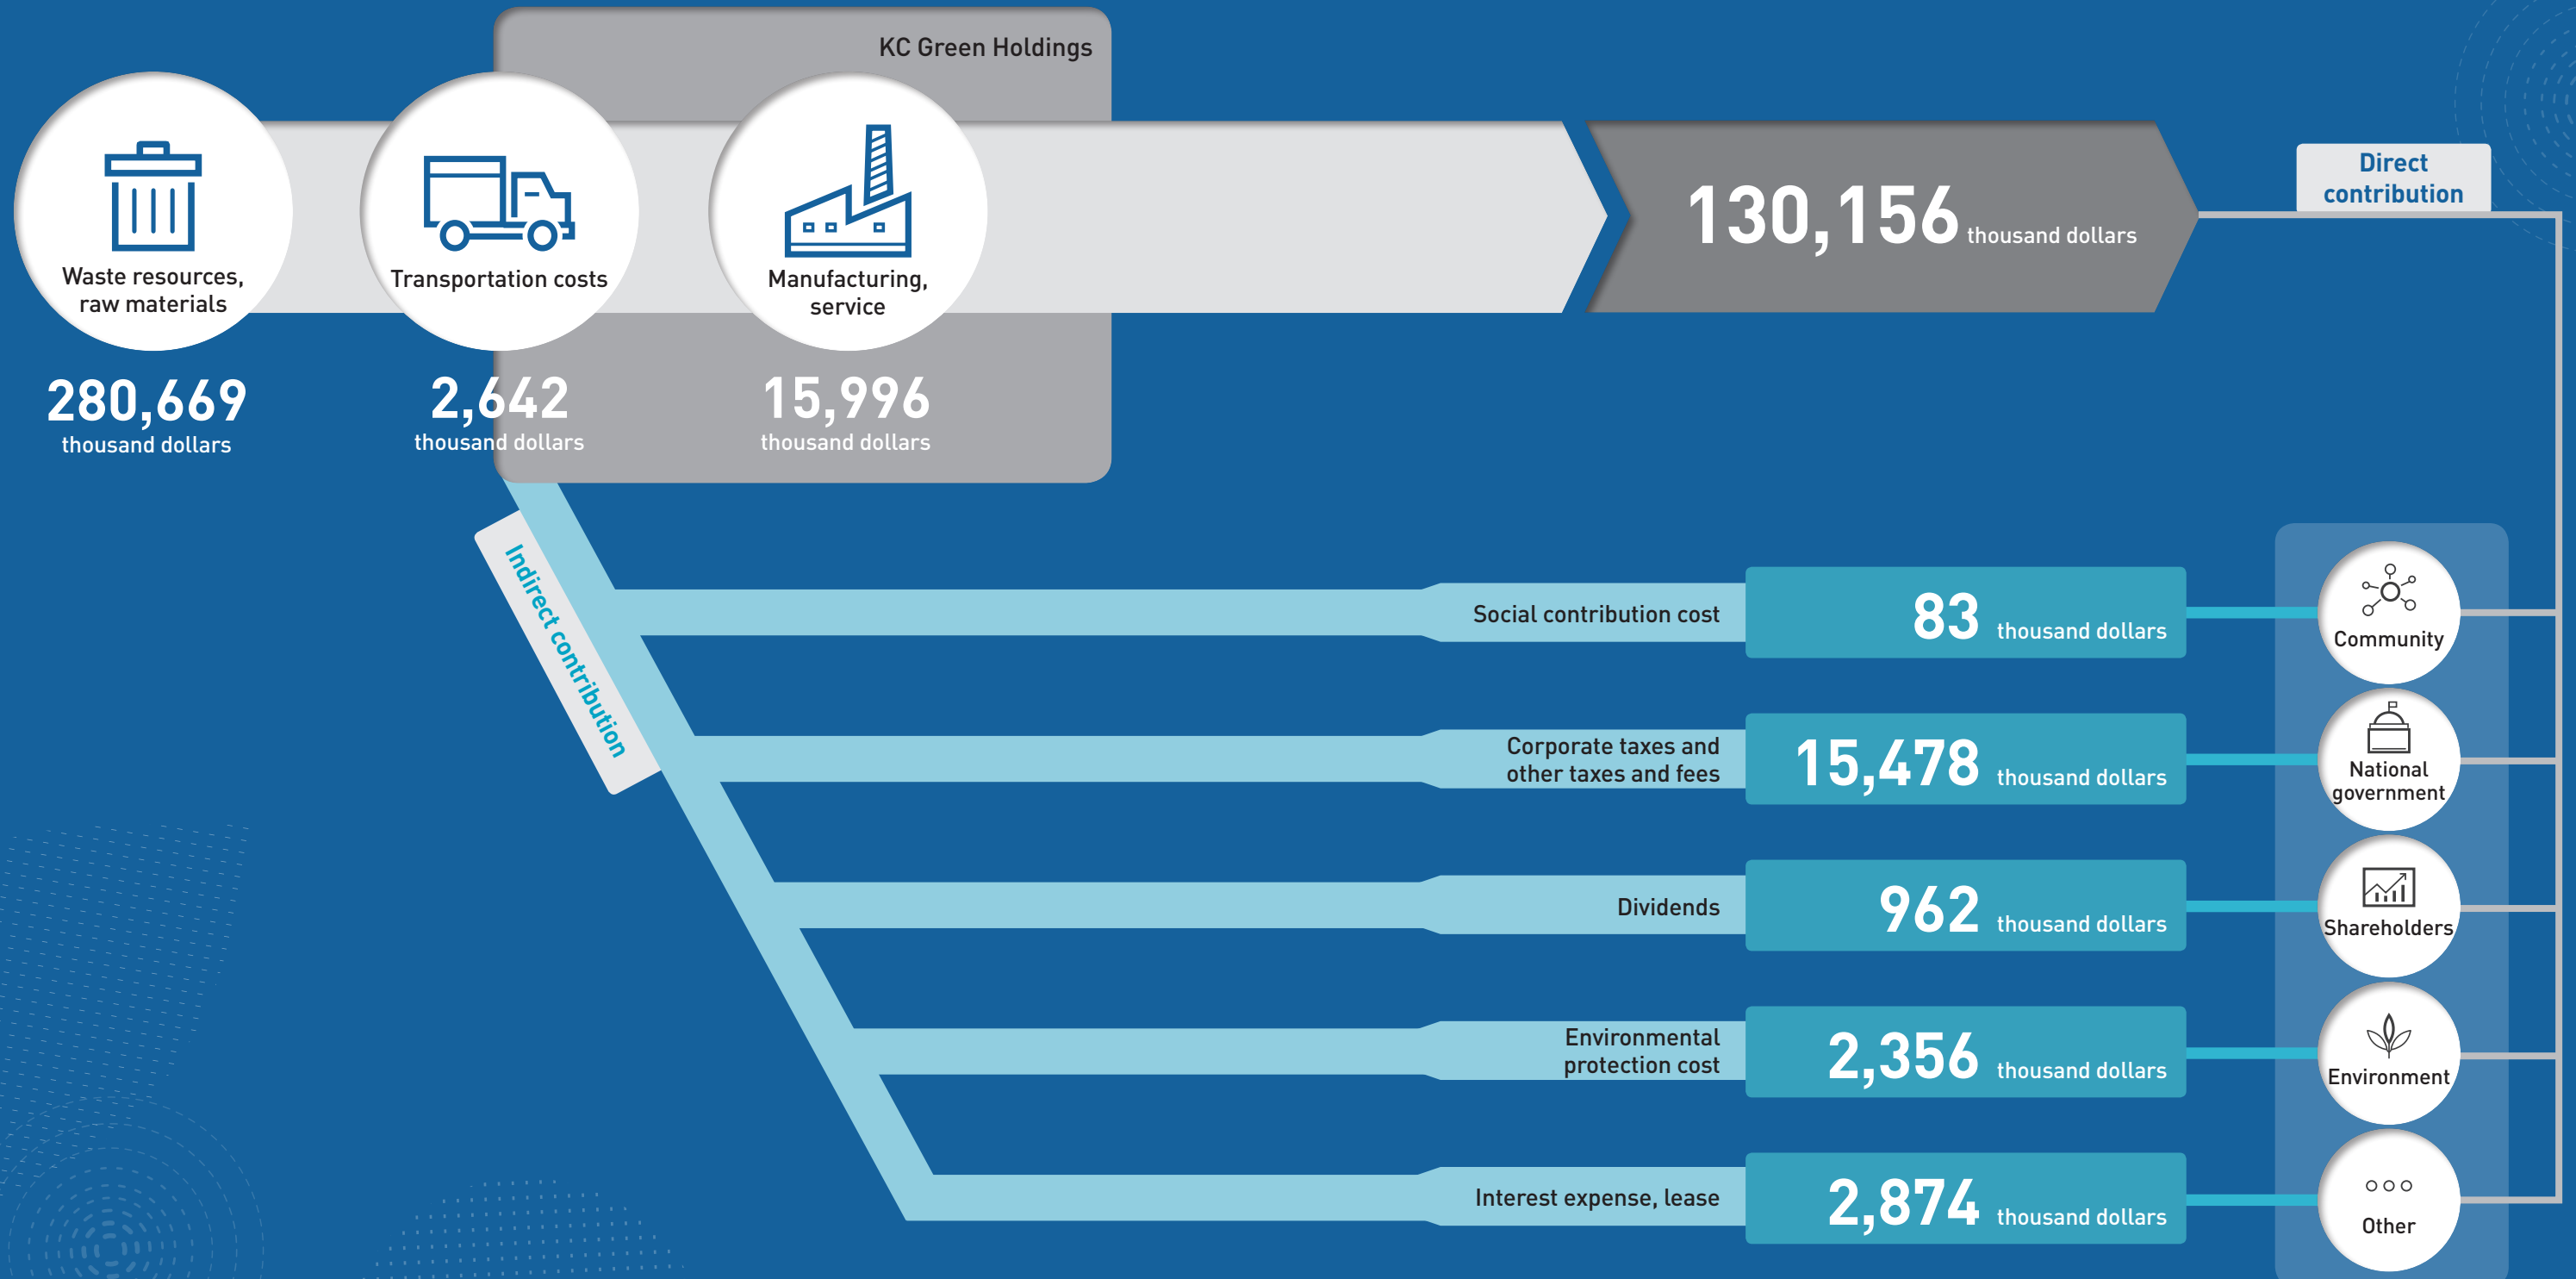 KC Green Holdings
Waste resources,
raw materials
280,669
thousand dollars
Transportation costs
2,642
thousand dollars
Manufacturing,
service
15,996
thousand dollars
130,156 thousand dollars
Direct
contribution
Indirect contribution
Social contribution cost
83 thousand dollars
Community
Corporate taxes and
other taxes and fees
15,478 thousand dollars
National
government
Dividends
962 thousand dollars
Shareholders
Environmental
protection cost
2,356 thousand dollars
Environment
Interest expense, lease
2,874 thousand dollars
Other